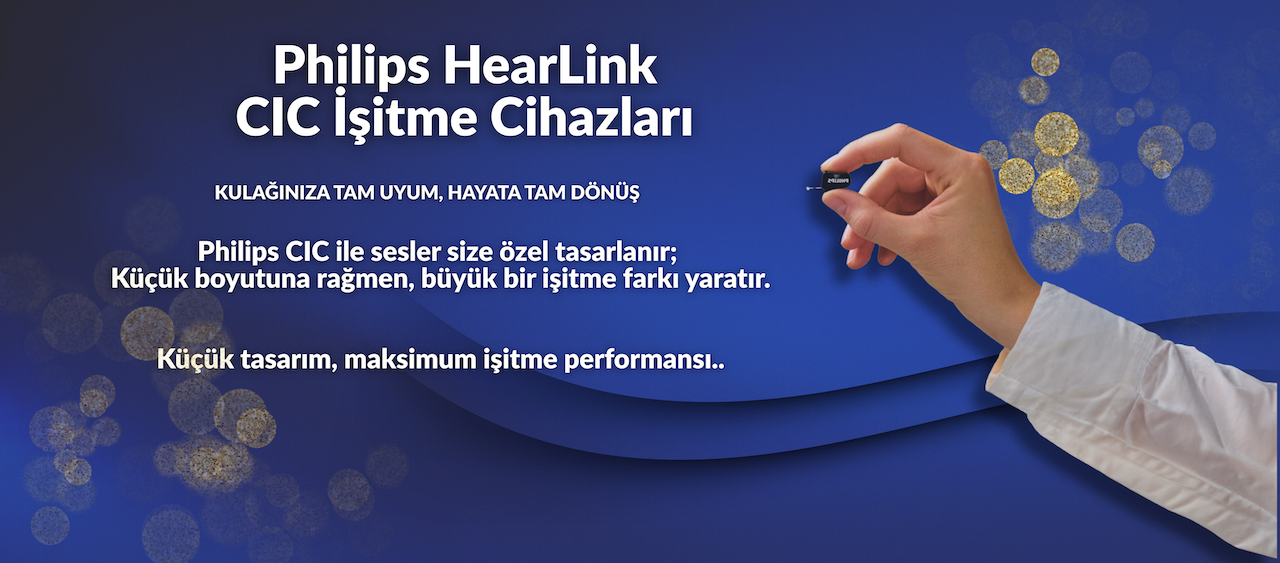 Philips HearLink
CIC İşitme Cihazları
KULAĞINIZA TAM UYUM, HAYATA TAM DÖNÜŞ
Philips CIC ile sesler size özel tasarlanır;
Küçük boyutuna rağmen, büyük bir işitme farkı yaratır.
Küçük tasarım, maksimum işitme performansı..
PHILIPS